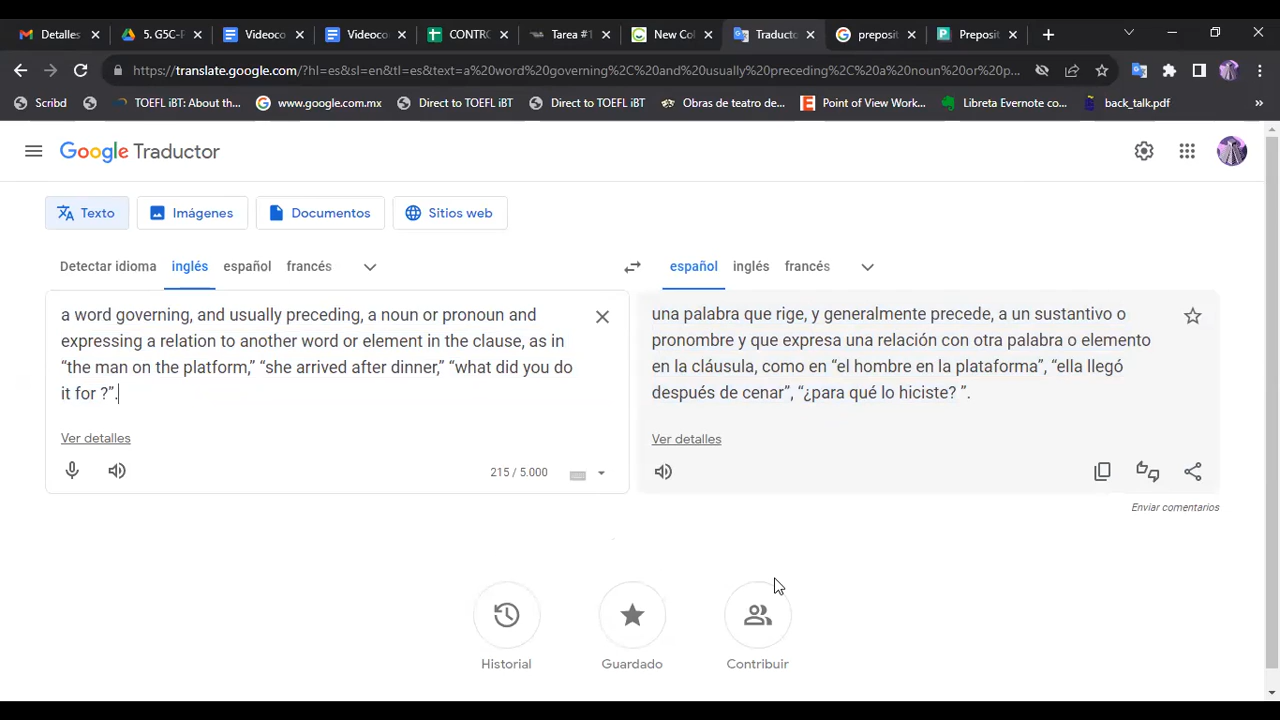 Detalles
5. G5C-F
Videoco
Videoco
CONTRO
Tarea #1
New Col
Traducto
preposit
Preposit
https://translate.google.com/?hl=es&sl=en&tl=es&text=a%20word%20governing%2C%20and%20usually%20preceding%2C%20a%20noun%20or%20p...
Scribd
TOEFL iBT: About th...
www.google.com.mx
Direct to TOEFL iBT
Direct to TOEFL iBT
Obras de teatro de...
Point of View Work...
Libreta Evernote co...
back_talk.pdf
»
Google Traductor
Texto
Imágenes
Documentos
Sitios web
Detectar idioma
inglés
español
francés
español
inglés
francés
a word governing, and usually preceding, a noun or pronoun and
expressing a relation to another word or element in the clause, as in
“the man on the platform,” “she arrived after dinner,” “what did you do
it for ?”.
Ver detalles
215 / 5.000
una palabra que rige, y generalmente precede, a un sustantivo o
pronombre y que expresa una relación con otra palabra o elemento
en la cláusula, como en “el hombre en la plataforma”, “ella llegó
después de cenar”, “¿para qué lo hiciste? ”.
Ver detalles
Enviar comentarios
Historial
Guardado
Contribuir